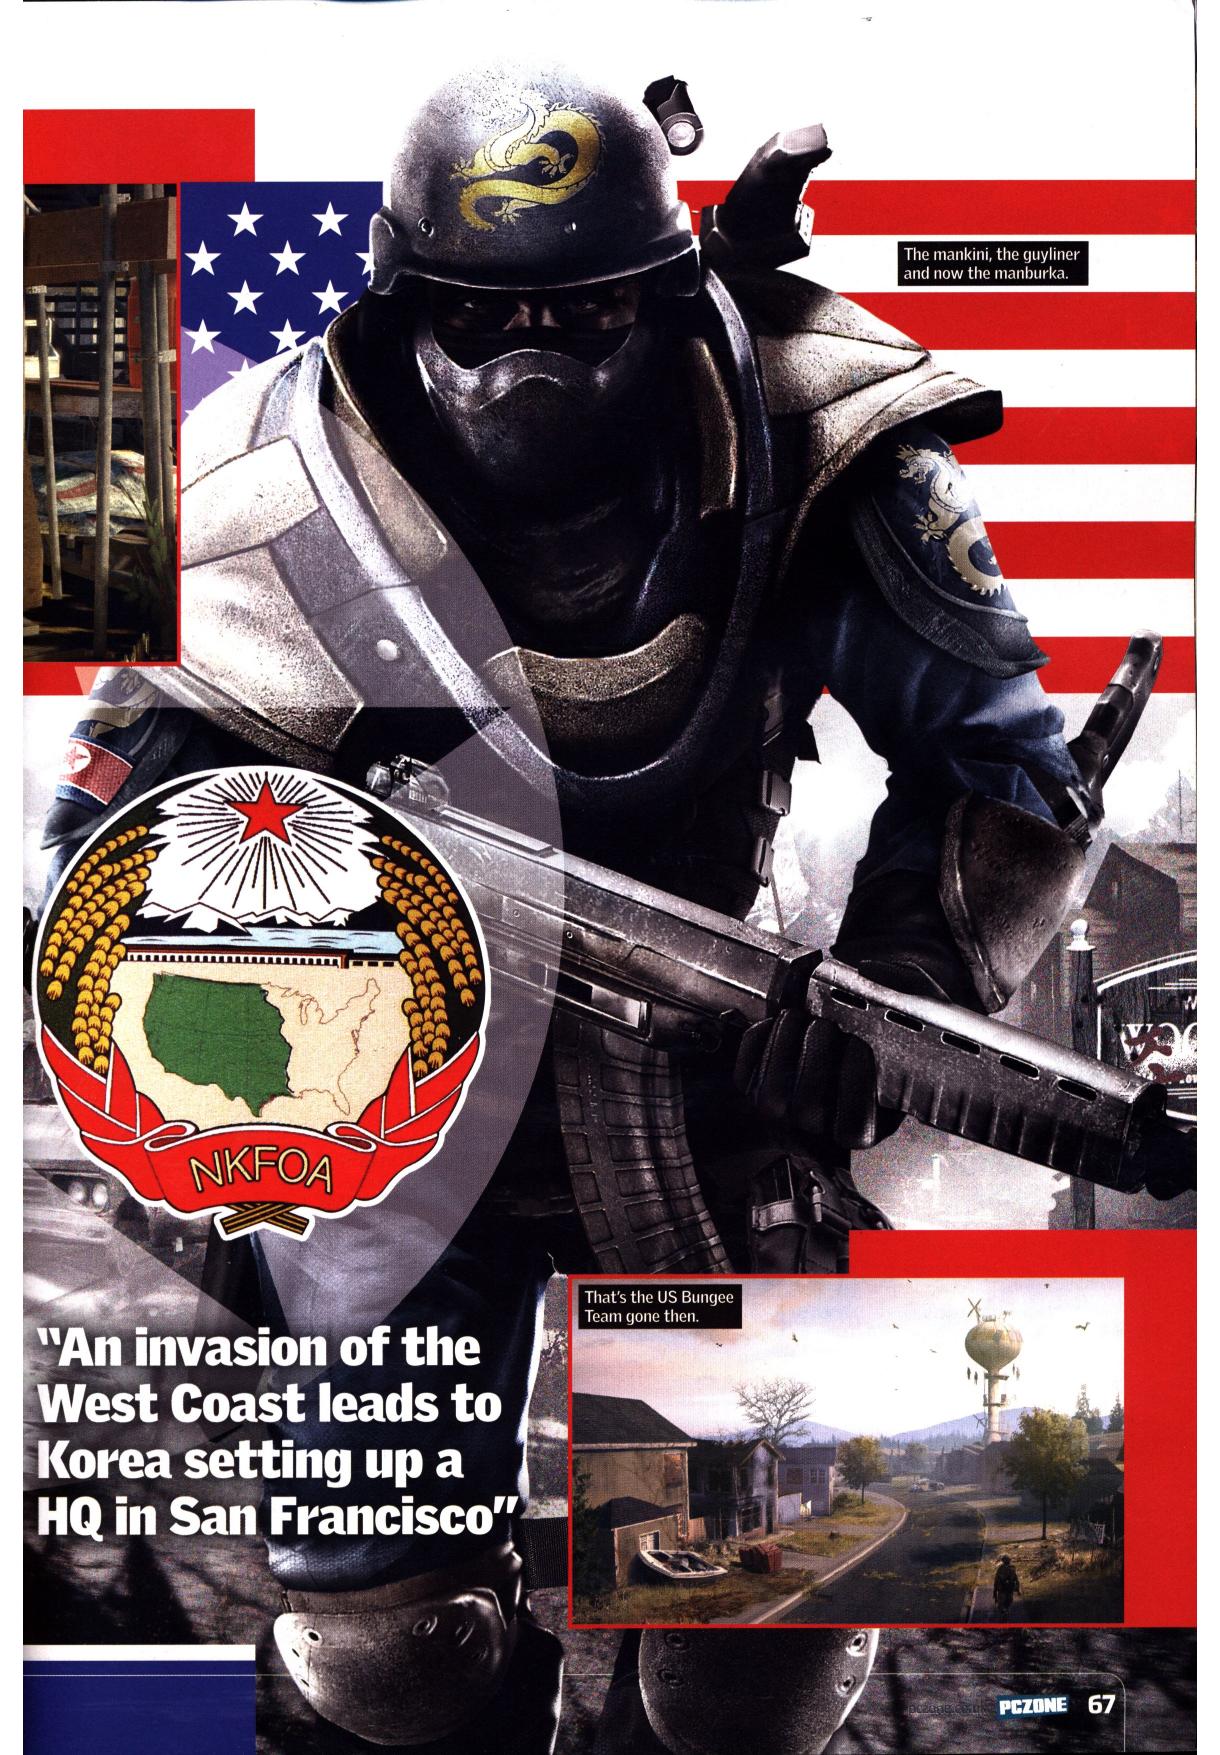 The mankini, the guyliner
and now the manburka.
NKFOA
That's the US Bungee
Team gone then.
"An invasion of the
West Coast leads to
Korea setting up a
HQ in San Francisco"
PCZONE 67